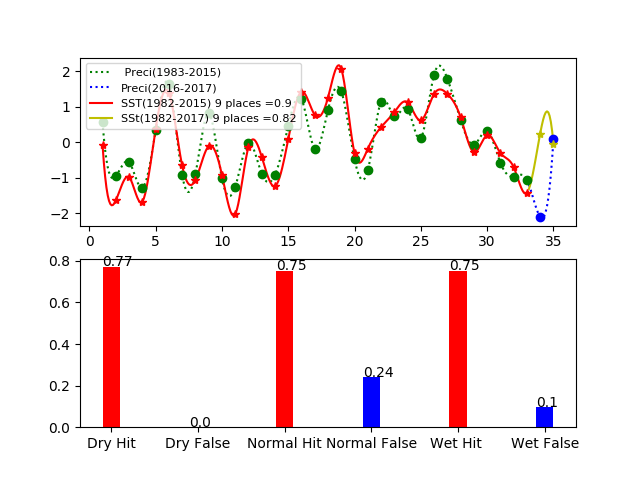 Preci(1983-2015)
Preci(2016-2017)
SST(1982-2015) 9 places =0.9
SSt(1982-2017) 9 places =0.82
2
1
0
−1
−2
0 5 10 15 20 25 30 35
0.8
0.6
0.4
0.2
0.0
0.77
0.0
0.75
0.24
0.75
0.1
Dry Hit Dry False Normal Hit Normal False Wet Hit Wet False